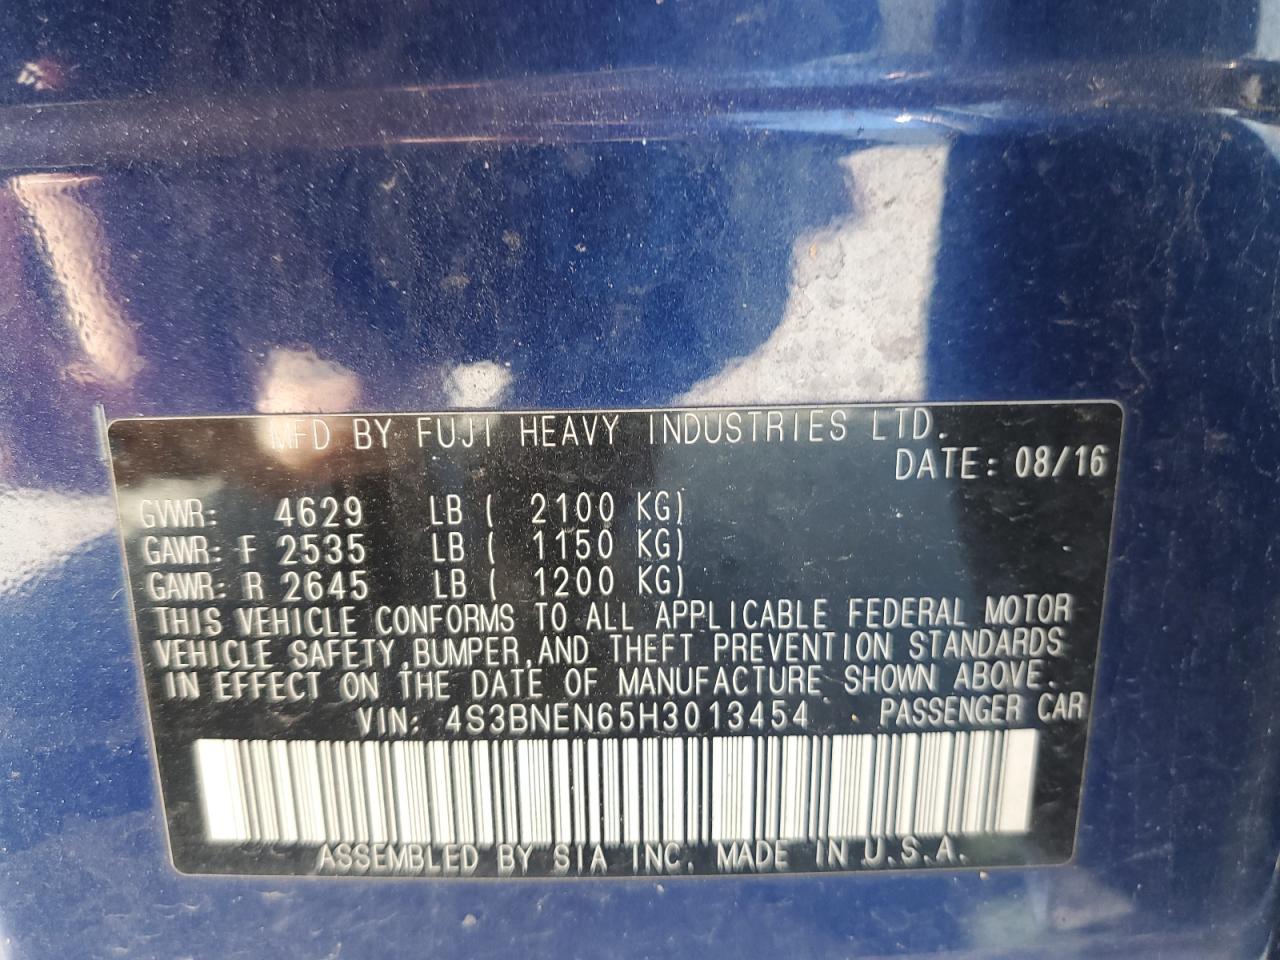 MFD BY FUJI HEAVY INDUSTRIES LTD.
DATE: 08/16
GVWR: 4629 LB ( 2100 KG)
GAWR: F 2535 LB ( 1150 KG)
GAWR: R 2645 LB ( 1200 KG)
THIS VEHICLE CONFORMS TO ALL APPLICABLE FEDERAL MOTOR
VEHICLE SAFETY,BUMPER,AND THEFT PREVENTION STANDARDS
IN EFFECT ON THE DATE OF MANUFACTURE SHOWN ABOVE.
VIN: 4S3BNEN65H3013454 PASSENGER CAR
ASSEMBLED BY SIA INC. MADE IN U.S.A.